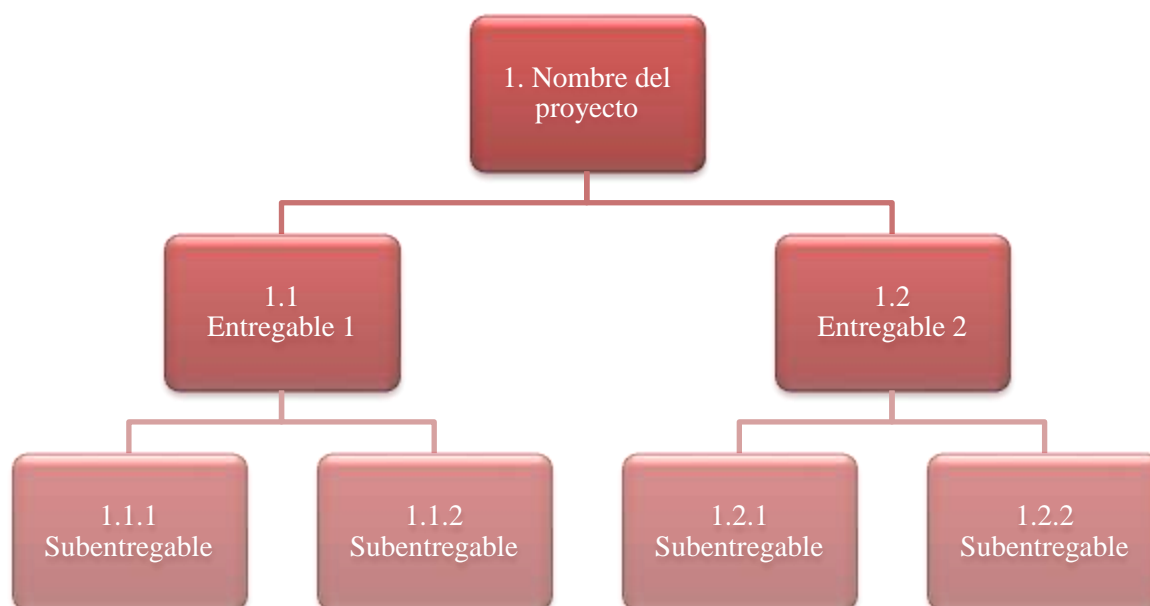 1. Nombre del
proyecto
1.1
Entregable 1
1.2
Entregable 2
1.1.1
Subentregable
1.1.2
Subentregable
1.2.1
Subentregable
1.2.2
Subentregable